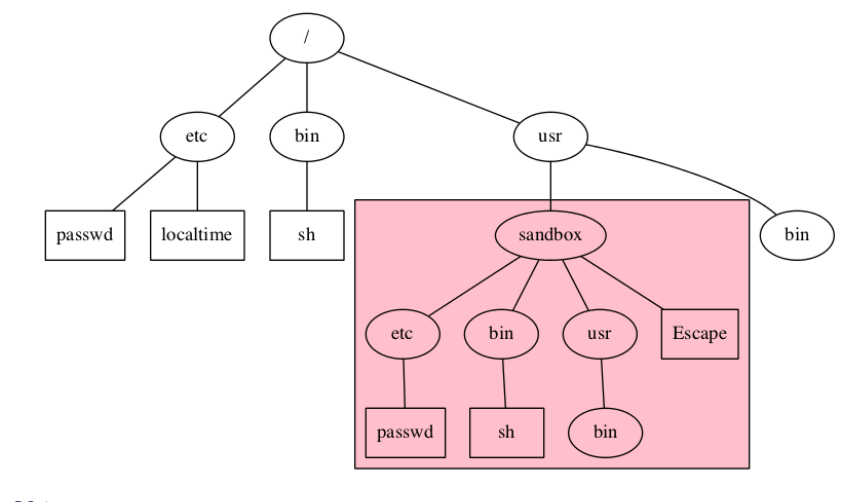 /
etc
bin
usr
passwd
localtime
sh
sandbox
bin
etc
bin
usr
Escape
passwd
sh
bin